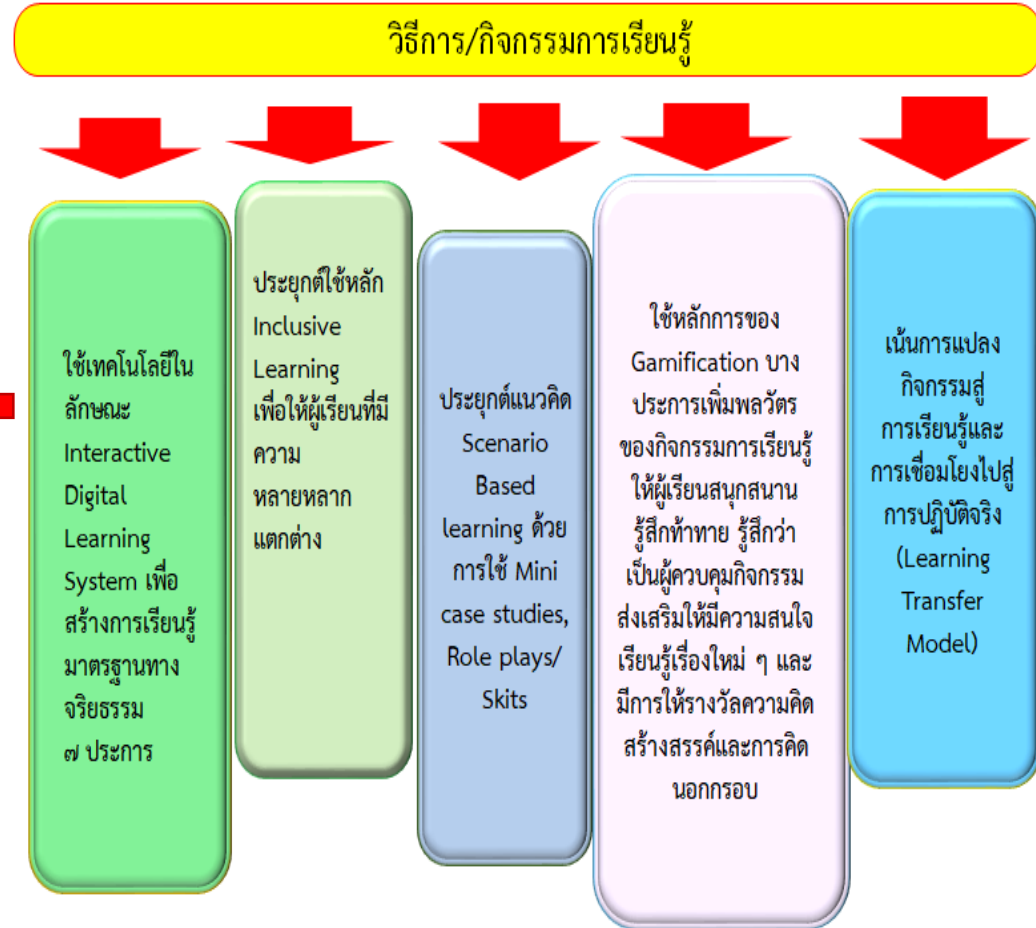 วิธีการ/กิจกรรมการเรียนรู้
ใช้เทคโนโลยีใน
ลักษณะ
Interactive
Digital
Learning
System เพื่อ
สร้างการเรียนรู้
มาตรฐานทาง
จริยธรรม
๗ ประการ
ประยุกต์ใช้หลัก
Inclusive
Learning
เพื่อให้ผู้เรียนที่มี
ความ
หลายหลาก
แตกต่าง
ประยุกต์แนวคิด
Scenario
Based
learning ด้วย
การใช้ Mini
case studies,
Role plays/
Skits
ใช้หลักการของ
Gamification บาง
ประการเพิ่มพลวัตร
ของกิจกรรมการเรียนรู้
ให้ผู้เรียนสนุกสนาน
รู้สึกท้าทาย รู้สึกว่า
เป็นผู้ควบคุมกิจกรรม
ส่งเสริมให้มีความสนใจ
เรียนรู้เรื่องใหม่ ๆ และ
มีการให้รางวัลความคิด
สร้างสรรค์และการคิด
นอกกรอบ
เน้นการแปลง
กิจกรรมสู่
การเรียนรู้และ
การเชื่อมโยงไปสู่
การปฏิบัติจริง
(Learning
Transfer
Model)